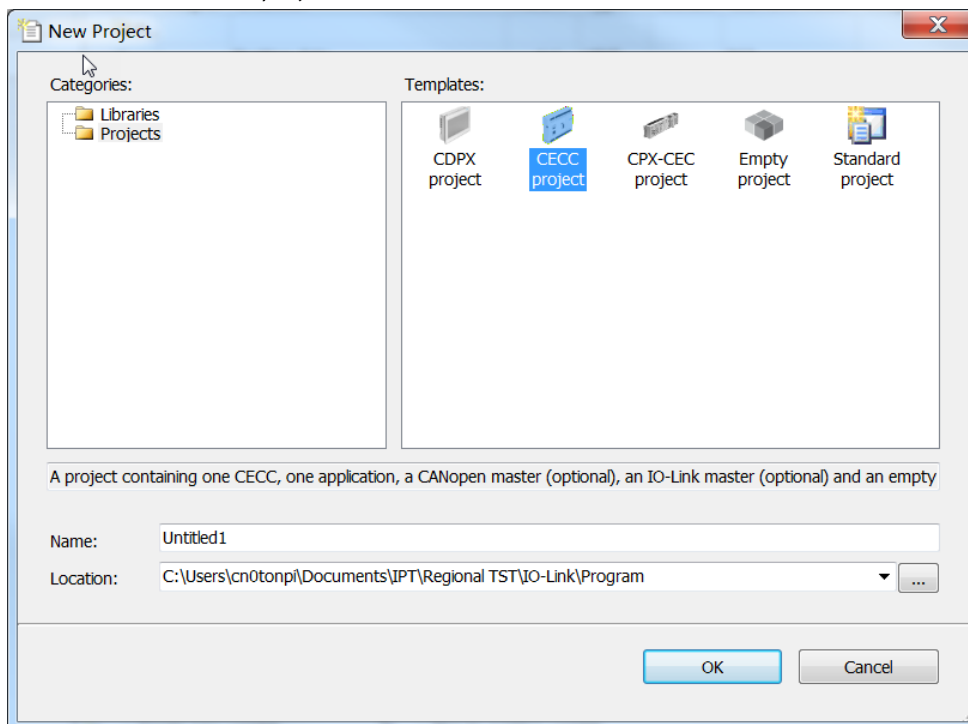 New Project
Categories:
Templates:
Libraries
Projects
CDPX
project
CECC
project
CPX-CEC
project
Empty
project
Standard
project
A project containing one CECC, one application, a CANopen master (optional), an IO-Link master (optional) and an empty
Name:
Untitled1
Location:
C:\Users\cn0tonpi\Documents\IPT\Regional TST\IO-Link\Program
...
OK
Cancel